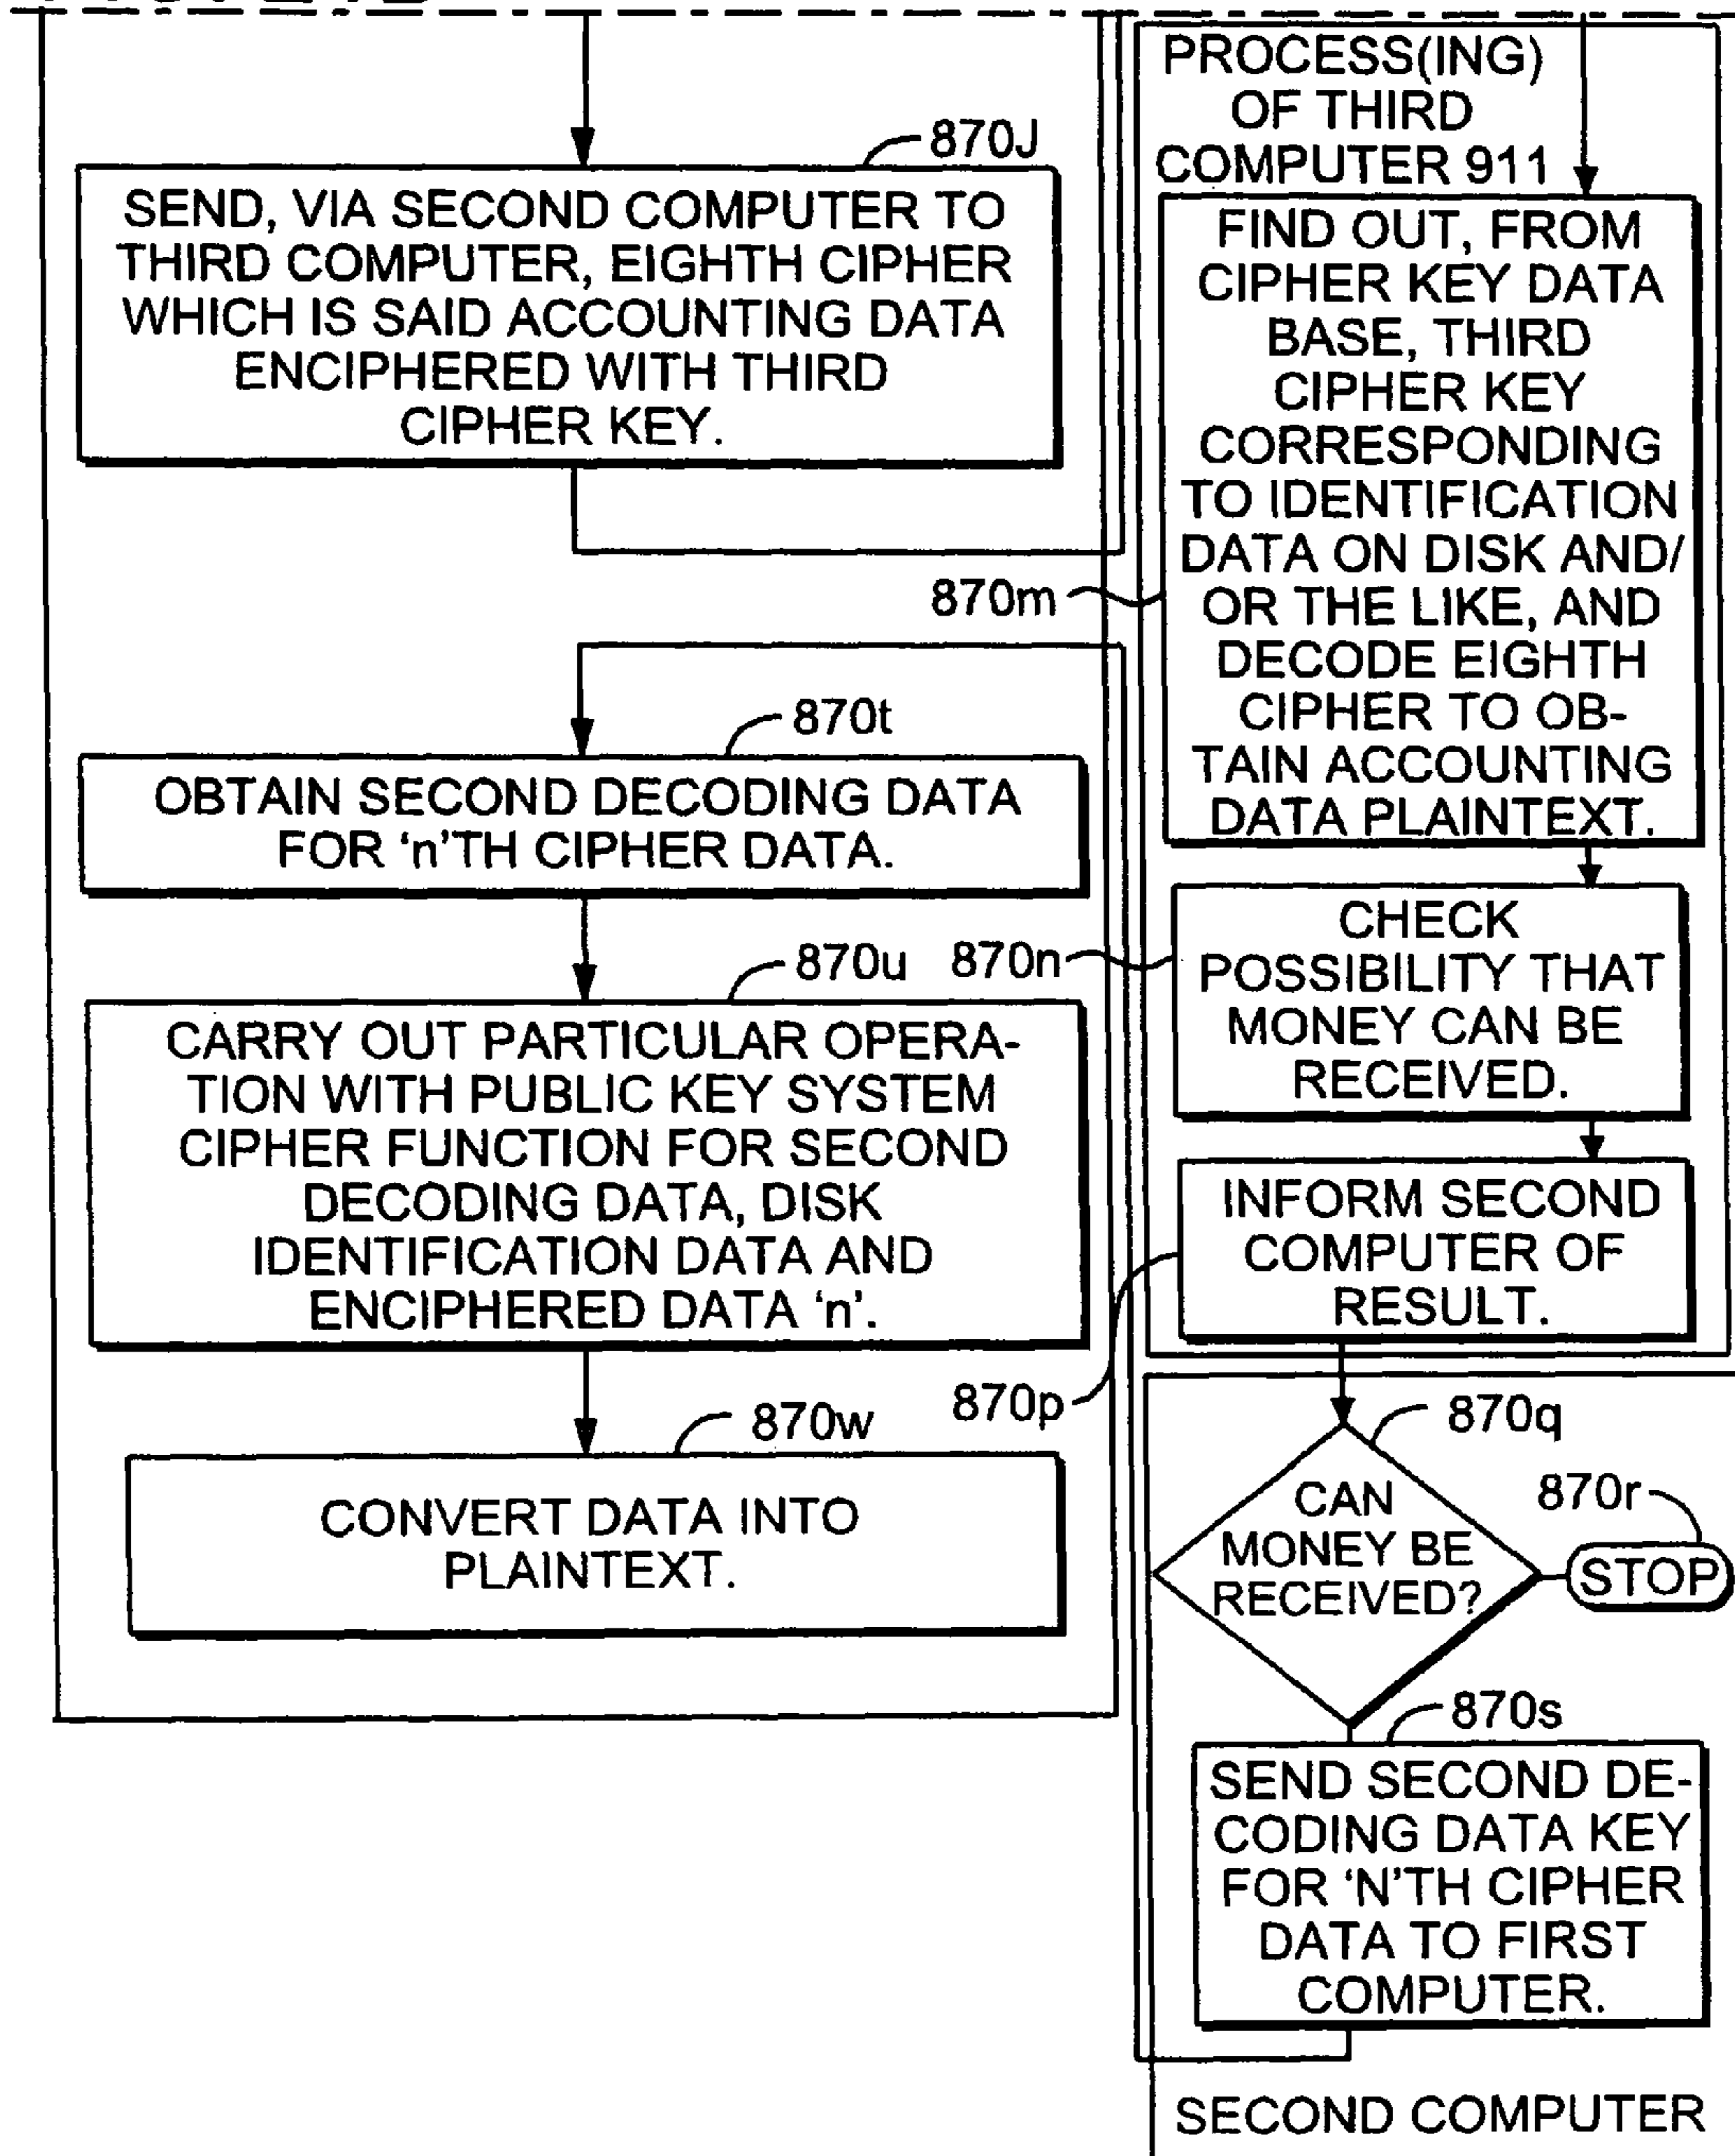 870J
SEND, VIA SECOND COMPUTER TO
THIRD COMPUTER, EIGHTH CIPHER
WHICH IS SAID ACCOUNTING DATA
ENCIPHERED WITH THIRD
CIPHER KEY.
870t
OBTAIN SECOND DECODING DATA
FOR ‘n’TH CIPHER DATA.
870u
CARRY OUT PARTICULAR OPERA-
TION WITH PUBLIC KEY SYSTEM
CIPHER FUNCTION FOR SECOND
DECODING DATA, DISK
IDENTIFICATION DATA AND
ENCIPHERED DATA ‘n’.
870w
CONVERT DATA INTO
PLAINTEXT.
PROCESS(ING)
OF THIRD
COMPUTER 911
870m
FIND OUT, FROM
CIPHER KEY DATA
BASE, THIRD
CIPHER KEY
CORRESPONDING
TO IDENTIFICATION
DATA ON DISK AND/
OR THE LIKE, AND
DECODE EIGHTH
CIPHER TO OB-
TAIN ACCOUNTING
DATA PLAINTEXT.
870n
CHECK
POSSIBILITY THAT
MONEY CAN BE
RECEIVED.
870p
INFORM SECOND
COMPUTER OF
RESULT.
870q
CAN
MONEY BE
RECEIVED?
870r
STOP
870s
SEND SECOND DE-
CODING DATA KEY
FOR ‘N’TH CIPHER
DATA TO FIRST
COMPUTER.
SECOND COMPUTER